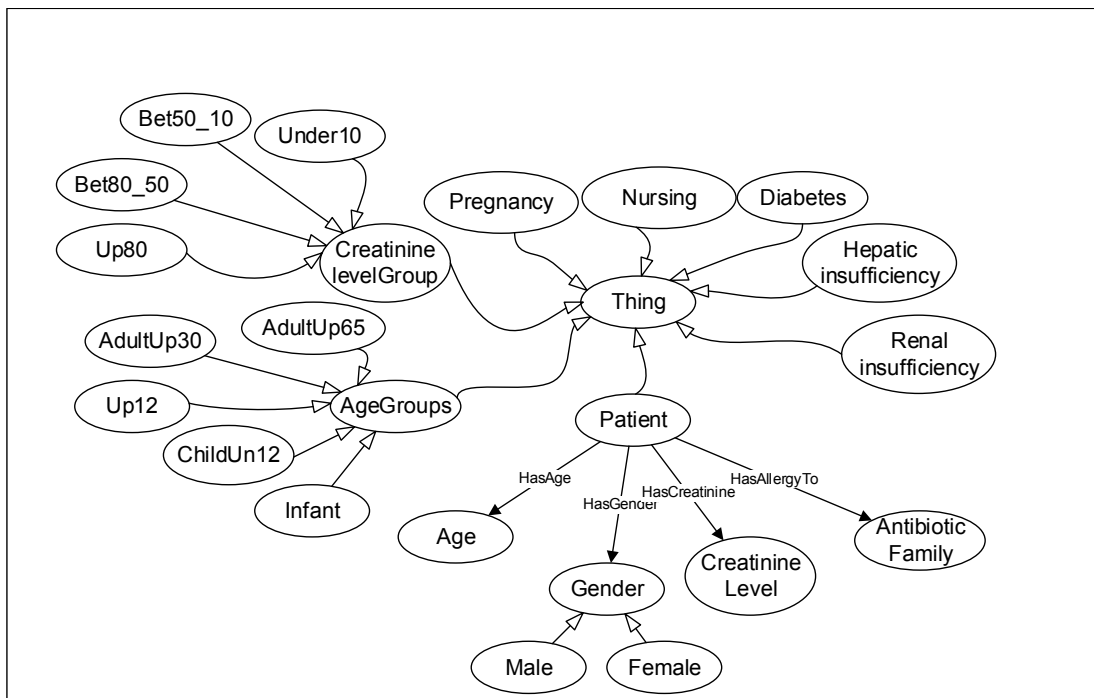 Bet50_10
Under10
Bet80_50
Up80
Creatinine
levelGroup
Pregnancy
Nursing
Diabetes
Hepatic
insufficiency
Thing
Renal
insufficiency
AdultUp65
AdultUp30
Up12
AgeGroups
ChildUn12
Infant
Patient
HasAge
HasGender
HasCreatinine
HasAllergyTo
Age
Gender
Creatinine
Level
Antibiotic
Family
Male
Female